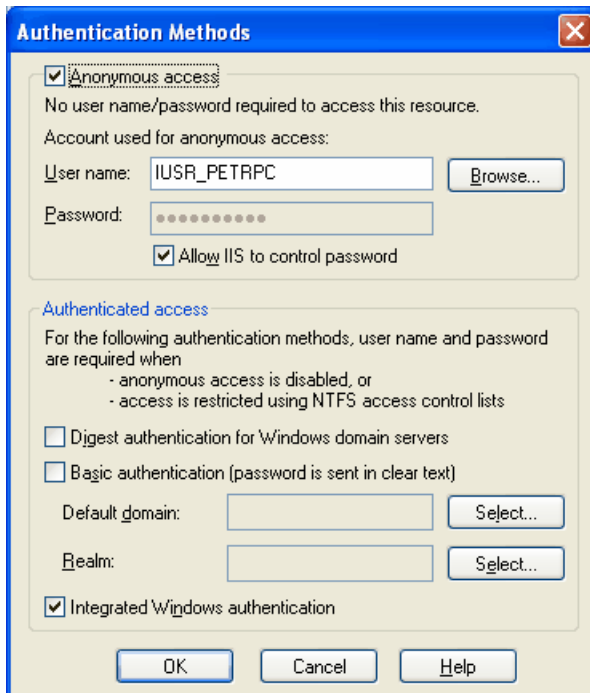 Authentication Methods
Anonymous access
No user name/password required to access this resource.
Account used for anonymous access:
User name: IUSR_PETRPC Browse...
Password: ●●●●●●●●●●
Allow IIS to control password
Authenticated access
For the following authentication methods, user name and password
are required when
- anonymous access is disabled, or
- access is restricted using NTFS access control lists
Digest authentication for Windows domain servers
Basic authentication (password is sent in clear text)
Default domain: Select...
Realm: Select...
Integrated Windows authentication
OK Cancel Help